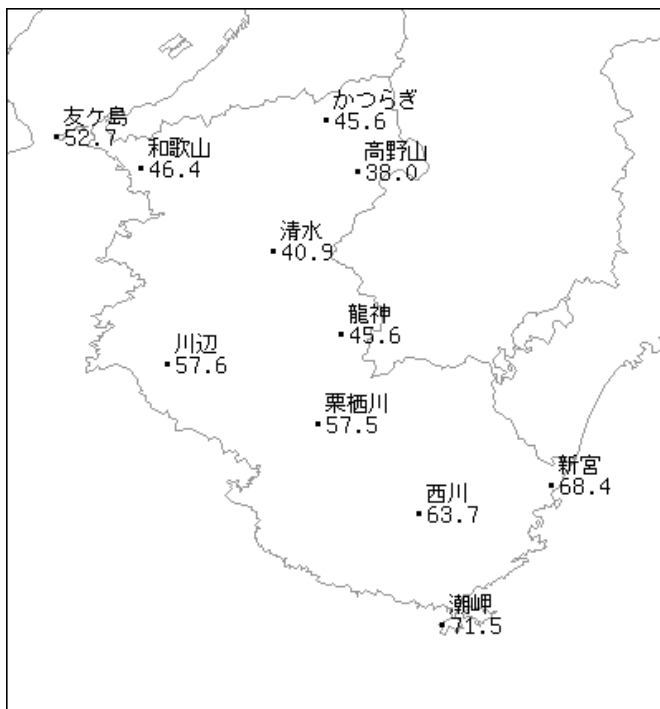 かつらぎ
45.6
友ケ島
52.7
和歌山
46.4
高野山
38.0
清水
40.9
龍神
45.6
川辺
57.6
栗栖川
57.5
新宮
68.4
西川
63.7
潮岬
71.5